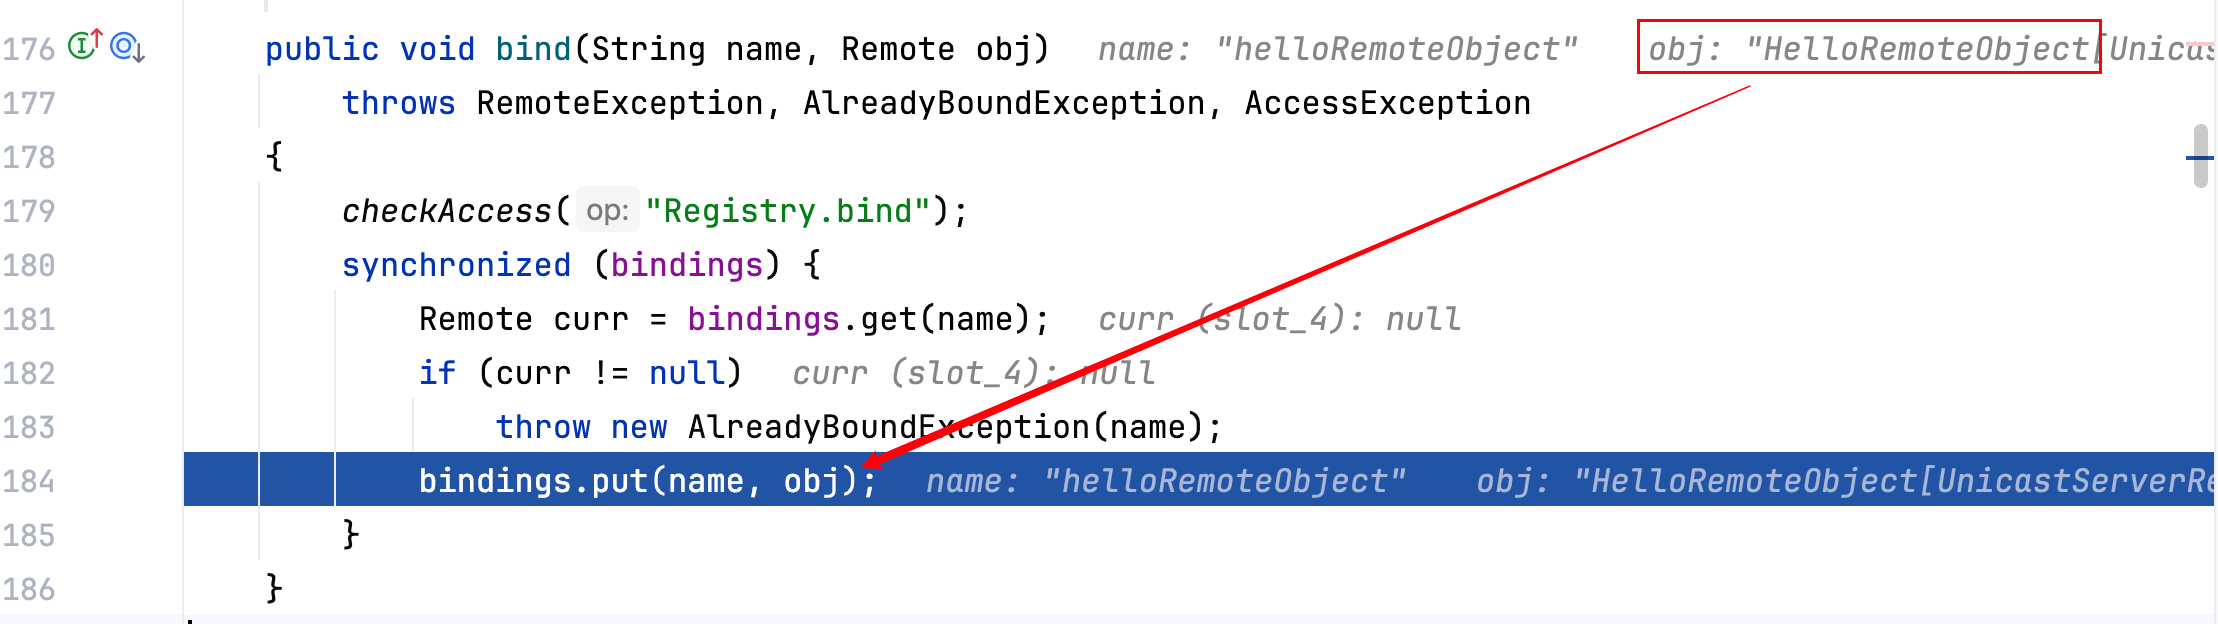 176 public void bind(String name, Remote obj) name: "helloRemoteObject" obj: "HelloRemoteObject[Unicas
177 throws RemoteException, AlreadyBoundException, AccessException
178 {
179 checkAccess( op: "Registry.bind");
180 synchronized (bindings) {
181 Remote curr = bindings.get(name); curr (slot_4): null
182 if (curr != null) curr (slot_4): null
183 throw new AlreadyBoundException(name);
184 bindings.put(name, obj); name: "helloRemoteObject" obj: "HelloRemoteObject[UnicastServerRe
185 }
186 }